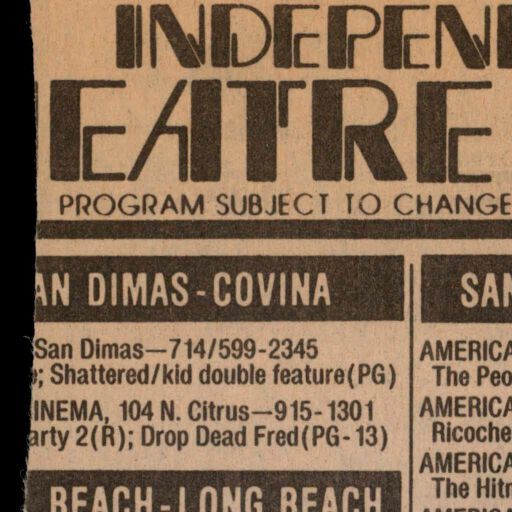 INDEPEN
EATRE
PROGRAM SUBJECT TO CHANGE
AN DIMAS-COVINA
San Dimas—714/599-2345
; Shattered/kid double feature(PG)
INEMA, 104 N. Citrus—915-1301
arty 2(R); Drop Dead Fred(PG-13)
BEACH-LONG BEACH
SAN
AMERICA
The Peo
AMERICA
Ricoche
AMERICA
The Hitm